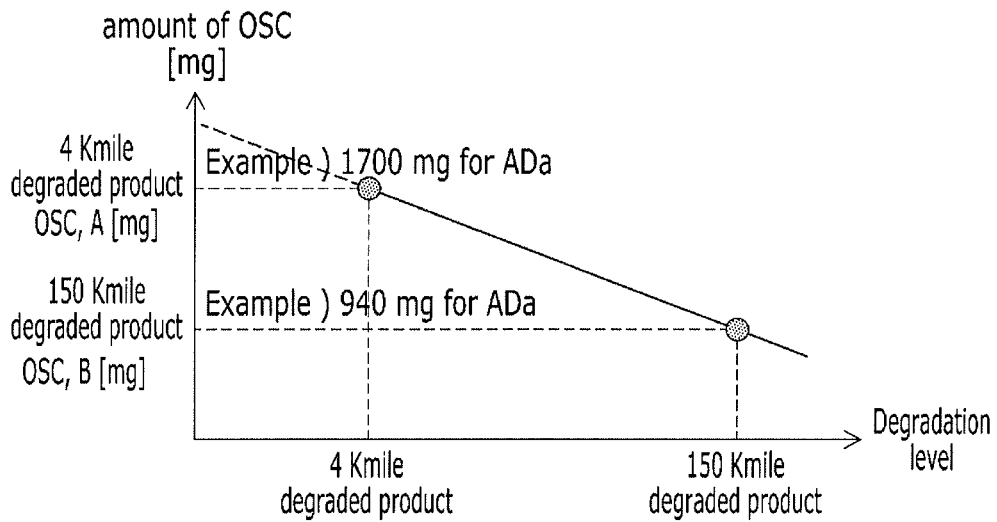 amount of OSC
[mg]
4 Kmile
degraded product
OSC, A [mg]
Example ) 1700 mg for ADa
150 Kmile
degraded product
OSC, B [mg]
Example ) 940 mg for ADa
Degradation
level
4 Kmile
degraded product
150 Kmile
degraded product